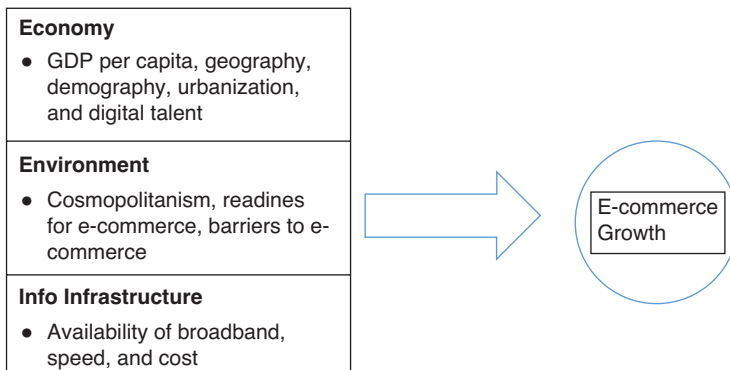 Economy
● GDP per capita, geography,
demography, urbanization,
and digital talent
Environment
● Cosmopolitanism, readines
for e-commerce, barriers to e-
commerce
Info Infrastructure
● Availability of broadband,
speed, and cost
E-commerce
Growth